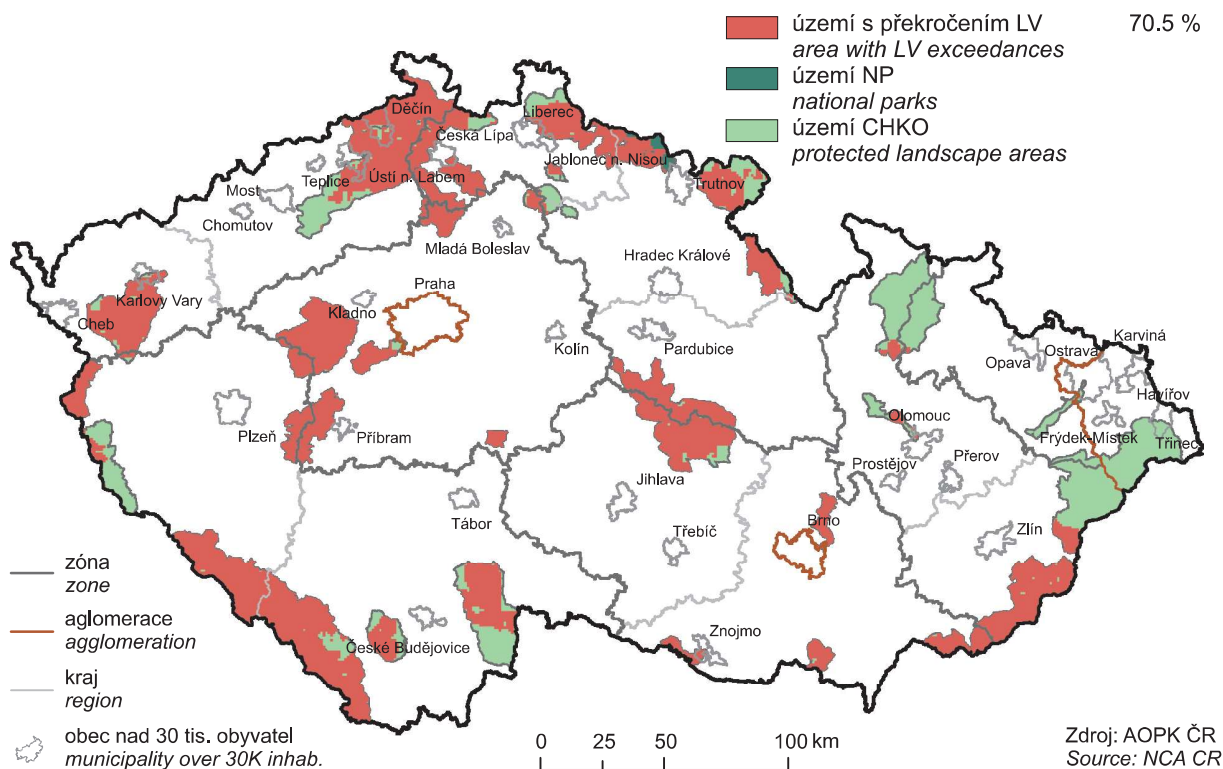 území s překročením LV 70.5 %
area with LV exceedances
území NP
national parks
území CHKO
protected landscape areas
Děčín
Liberec
Česká Lípa
Jablonec n. Nisou
Teplice
Ústí n. Labem
Trutnov
Most
Chomutov
Mladá Boleslav
Hradec Králové
Praha
Karlovy Vary
Kladno
Cheb
Kolín
Pardubice
Karviná
Ostrava
Opava
Havířov
Olomouc
Plzeň
Příbram
Frýdek-Místek
Třinec
Prostějov
Přerov
Jihlava
Tábor
Třebíč
Brno
Zlín
Znojmo
České Budějovice
zóna
zone
aglomerace
agglomeration
kraj
region
obec nad 30 tis. obyvatel
municipality over 30K inhab.
0 25 50 100 km
Zdroj: AOPK ČR
Source: NCA CR